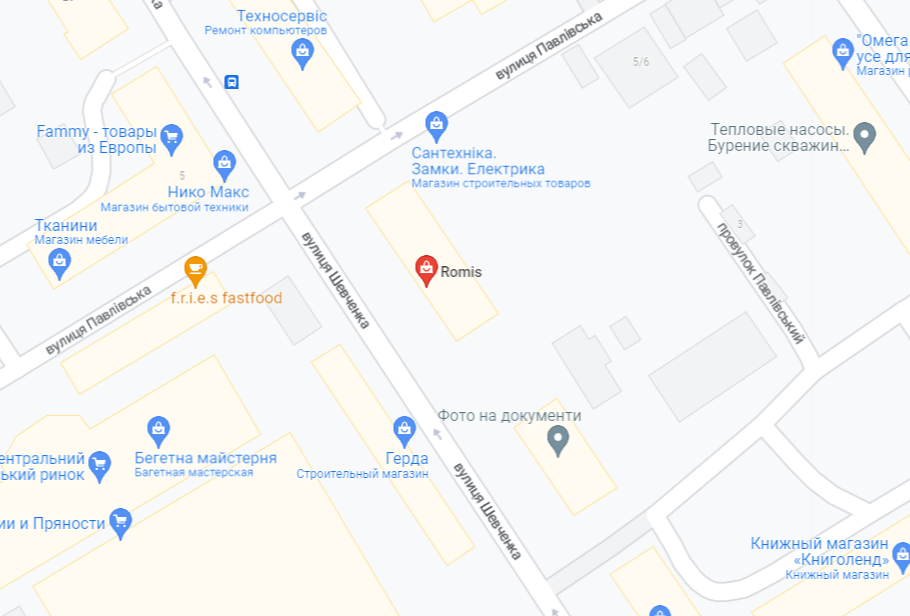 Техносервіс
Ремонт компьютеров
вулиця Павлівська
5/6
"Омега
усе для
Магазин
Fammy - товары
из Европы
5
Нико Макс
Магазин бытовой техники
Сантехніка.
Замки. Електрика
Магазин строительных товаров
Тепловые насосы.
Бурение скважин...
Тканини
Магазин мебели
3
провулок Павлівський
вулиця Шевченка
Romis
f.r.i.e.s fastfood
вулиця Павлівська
Фото на документи
Бегетна майстерня
Багетная мастерская
ентральний
ький ринок
Герда
Строительный магазин
вулиця Шевченка
ии и Пряности
Книжный магазин
«Книголенд»
Книжный магазин